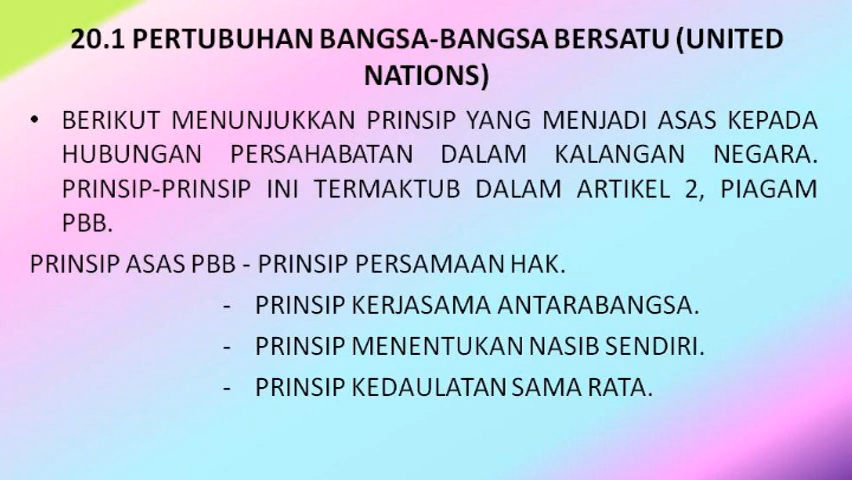 20.1 PERTUBUHAN BANGSA-BANGSA BERSATU (UNITED
NATIONS)
• BERIKUT MENUNJUKKAN PRINSIP YANG MENJADI ASAS KEPADA
HUBUNGAN PERSAHABATAN DALAM KALANGAN NEGARA.
PRINSIP-PRINSIP INI TERMAKTUB DALAM ARTIKEL 2, PIAGAM
PBB.
PRINSIP ASAS PBB - PRINSIP PERSAMAAN HAK.
- PRINSIP KERJASAMA ANTARABANGSA.
- PRINSIP MENENTUKAN NASIB SENDIRI.
- PRINSIP KEDAULATAN SAMA RATA.